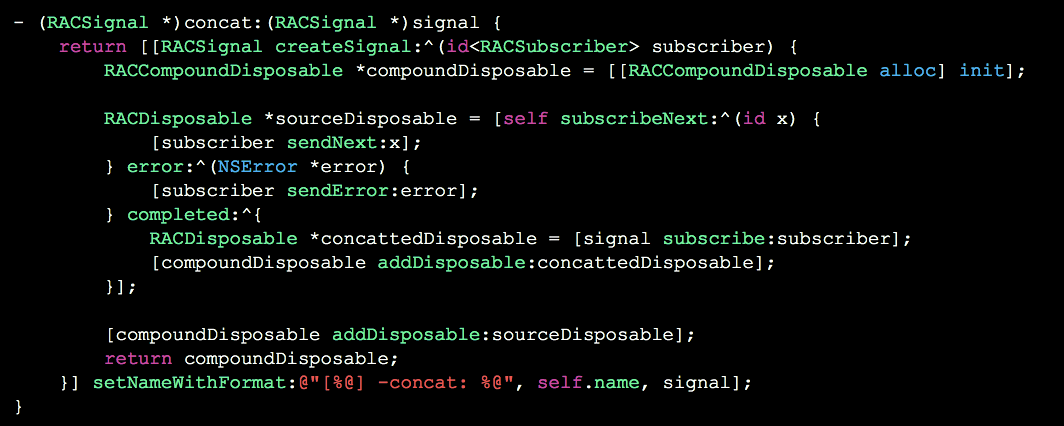 - (RACSignal *)concat:(RACSignal *)signal {
    return [[RACSignal createSignal:^(id<RACSubscriber> subscriber) {
        RACCompoundDisposable *compoundDisposable = [[RACCompoundDisposable alloc] init];
        RACDisposable *sourceDisposable = [self subscribeNext:^(id x) {
            [subscriber sendNext:x];
        } error:^(NSError *error) {
            [subscriber sendError:error];
        } completed:^{
            RACDisposable *concattedDisposable = [signal subscribe:subscriber];
            [compoundDisposable addDisposable:concattedDisposable];
        }];
        [compoundDisposable addDisposable:sourceDisposable];
        return compoundDisposable;
    }] setNameWithFormat:@"[%@] -concat: %@", self.name, signal];
}